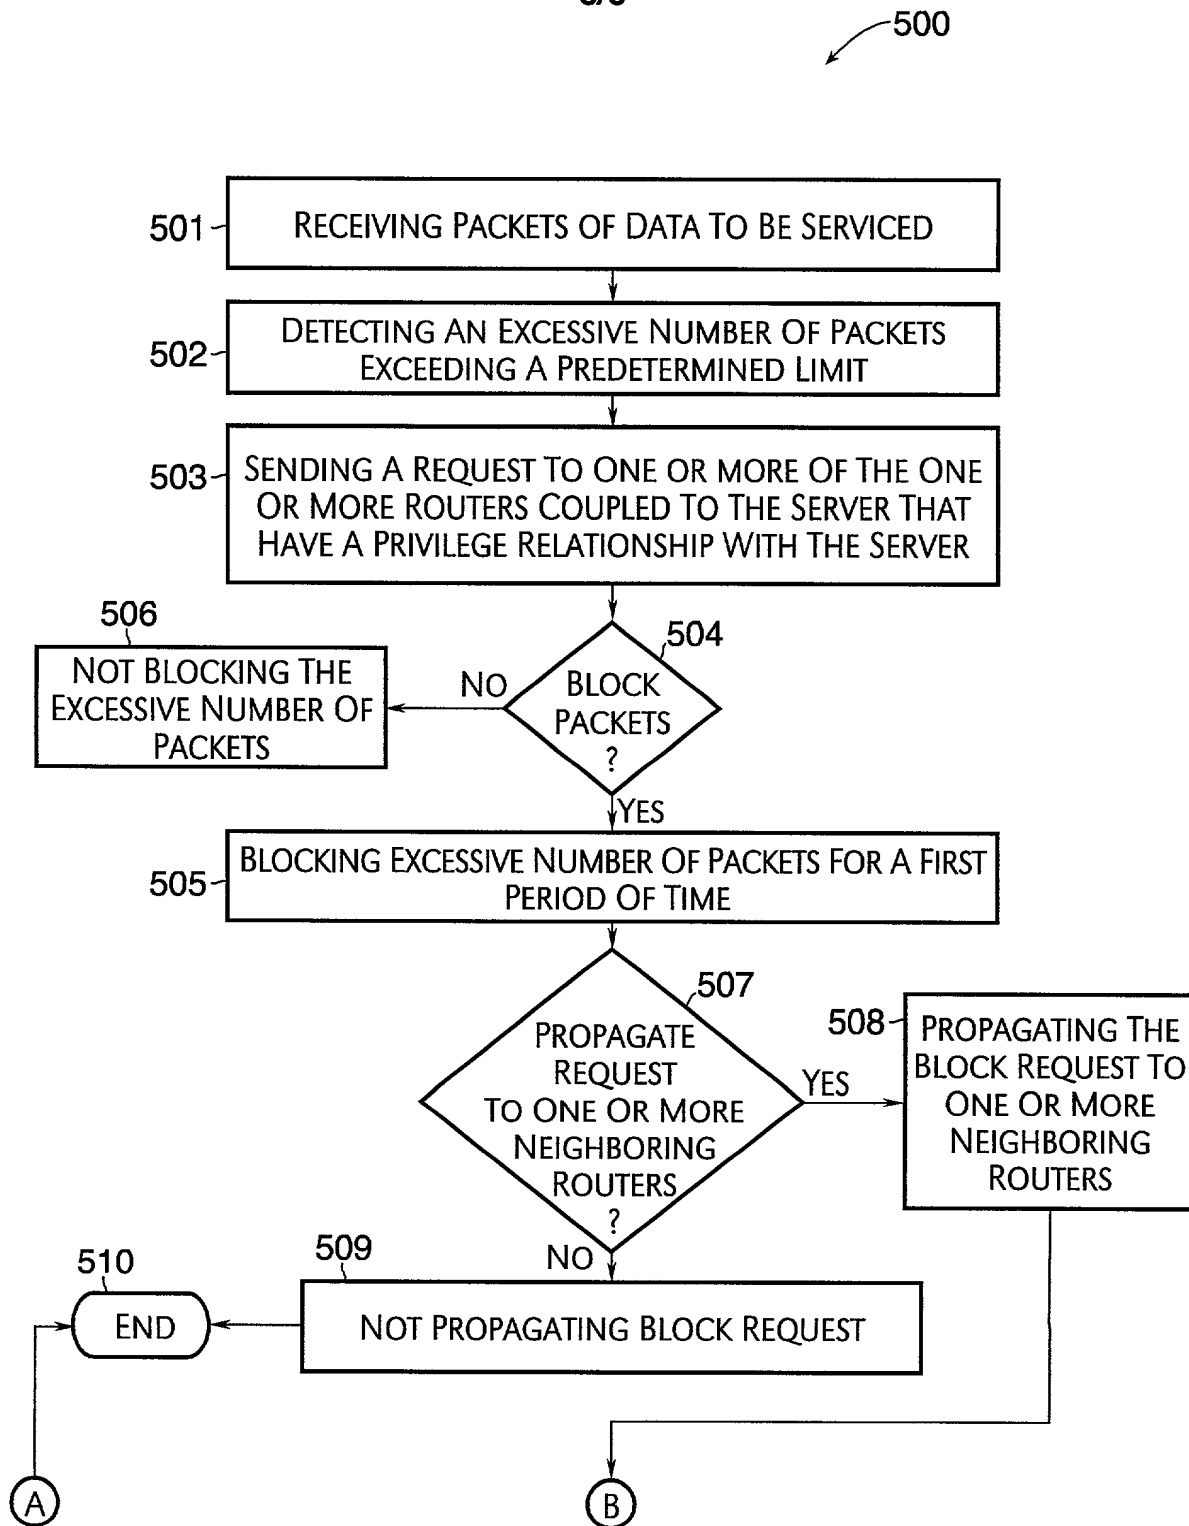 500
501
RECEIVING PACKETS OF DATA TO BE SERVICED
502
DETECTING AN EXCESSIVE NUMBER OF PACKETS
EXCEEDING A PREDETERMINED LIMIT
503
SENDING A REQUEST TO ONE OR MORE OF THE ONE
OR MORE ROUTERS COUPLED TO THE SERVER THAT
HAVE A PRIVILEGE RELATIONSHIP WITH THE SERVER
506
NOT BLOCKING THE
EXCESSIVE NUMBER OF
PACKETS
NO
504
BLOCK
PACKETS
?
YES
505
BLOCKING EXCESSIVE NUMBER OF PACKETS FOR A FIRST
PERIOD OF TIME
507
PROPAGATE
REQUEST
TO ONE OR MORE
NEIGHBORING
ROUTERS
?
YES
508
PROPAGATING THE
BLOCK REQUEST TO
ONE OR MORE
NEIGHBORING
ROUTERS
NO
509
NOT PROPAGATING BLOCK REQUEST
510
END
A
B